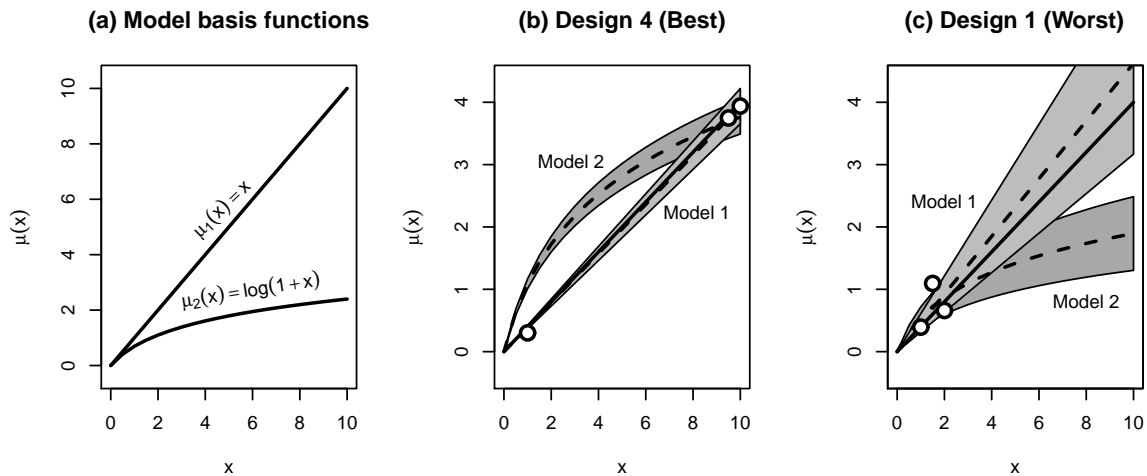 (a) Model basis functions
μ(x)
10
8
6
4
2
0
μ₁(x) = x
μ₂(x) = log(1 + x)
0 2 4 6 8 10
x
(b) Design 4 (Best)
μ(x)
4
3
2
1
0
Model 2
Model 1
0 2 4 6 8 10
x
(c) Design 1 (Worst)
μ(x)
4
3
2
1
0
Model 1
Model 2
0 2 4 6 8 10
x